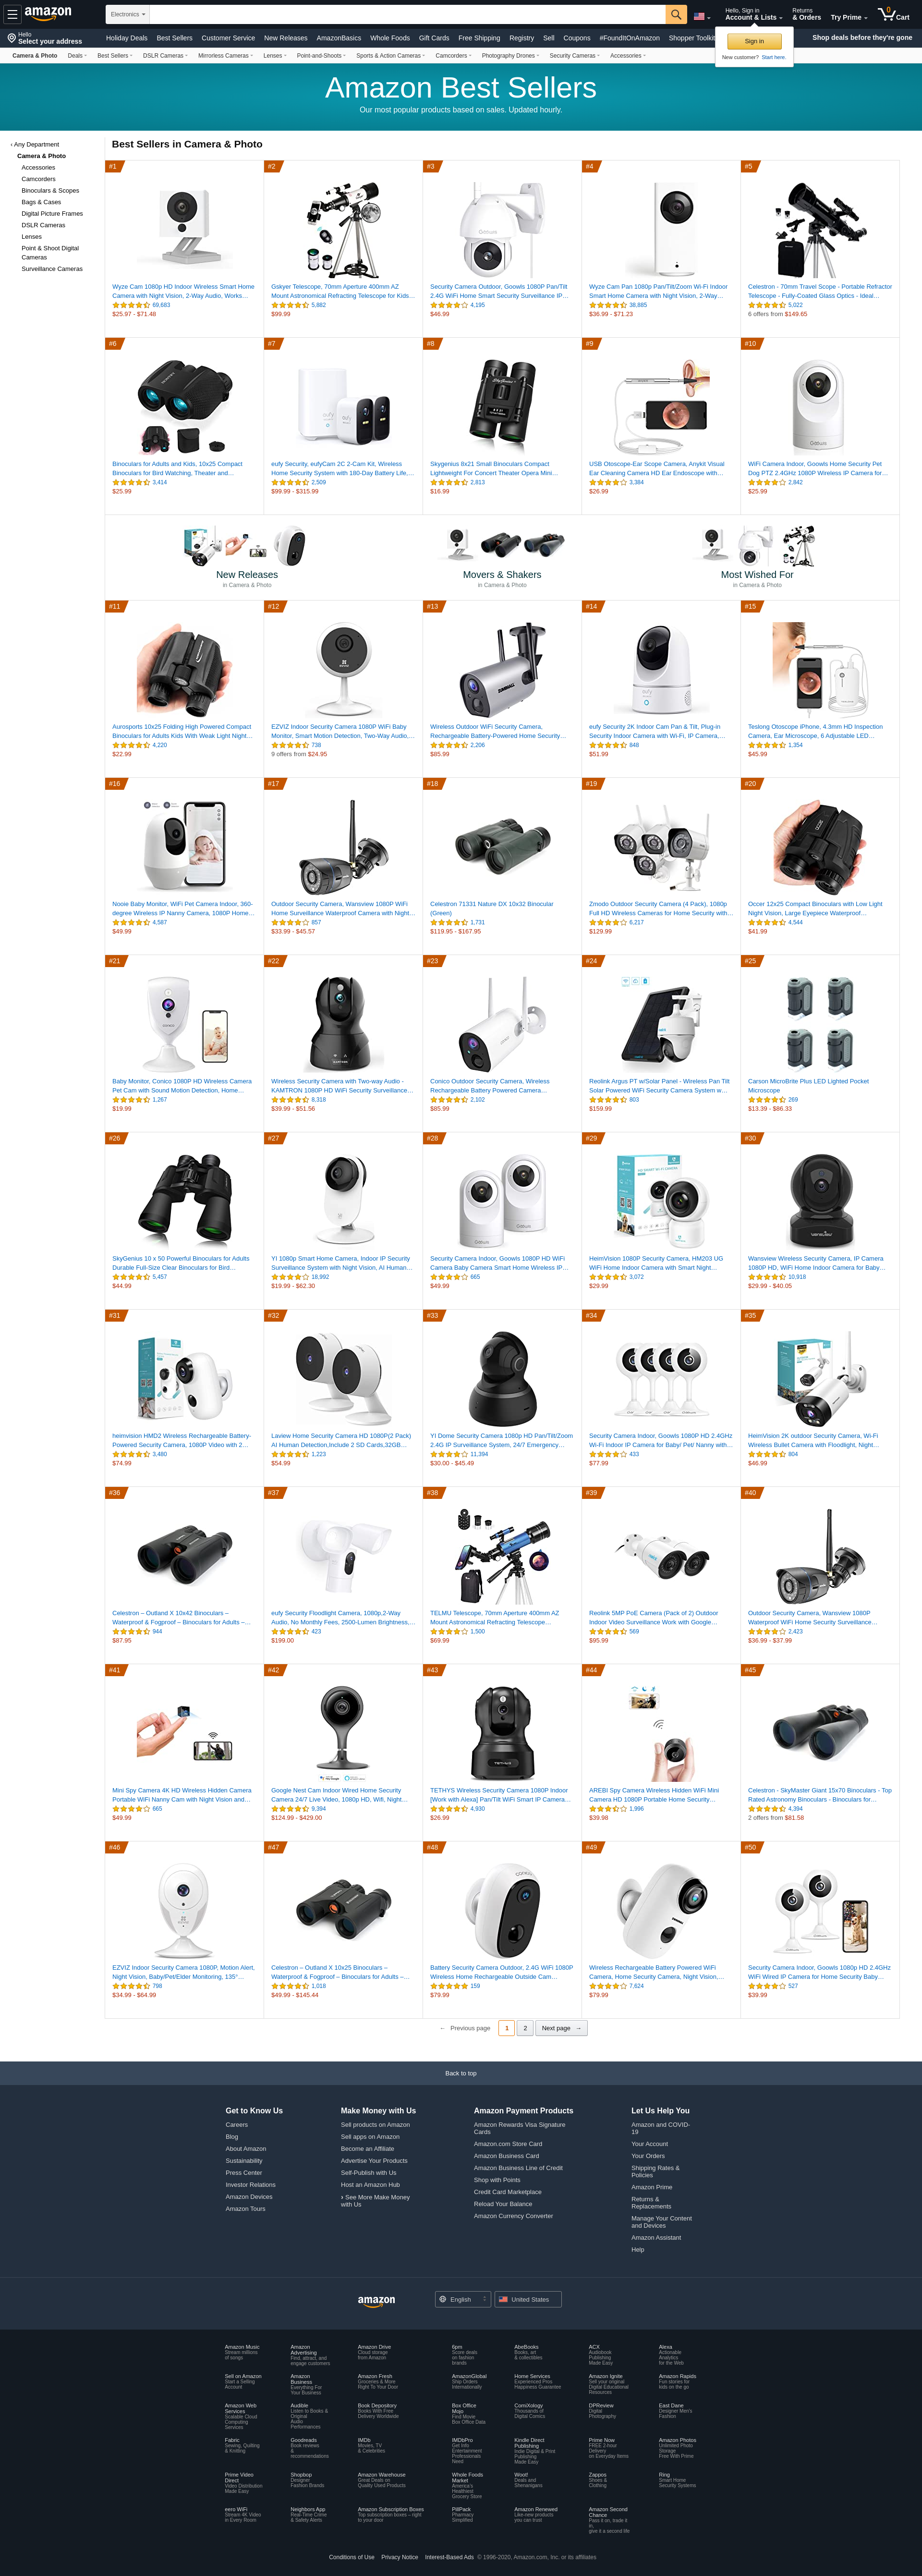 amazon
Electronics
Hello, Sign in
Account & Lists
Returns
& Orders
Try Prime
0
Cart
Hello
Select your address
Holiday Deals
Best Sellers
Customer Service
New Releases
AmazonBasics
Whole Foods
Gift Cards
Free Shipping
Registry
Sell
Coupons
#FoundItOnAmazon
Shopper Toolkit
Shop deals before they're gone
Sign in
New customer? Start here.
Camera & Photo
Deals
Best Sellers
DSLR Cameras
Mirrorless Cameras
Lenses
Point-and-Shoots
Sports & Action Cameras
Camcorders
Photography Drones
Security Cameras
Accessories
Amazon Best Sellers
Our most popular products based on sales. Updated hourly.
‹ Any Department
Camera & Photo
Accessories
Camcorders
Binoculars & Scopes
Bags & Cases
Digital Picture Frames
DSLR Cameras
Lenses
Point & Shoot Digital
Cameras
Surveillance Cameras
Best Sellers in Camera & Photo
#1
Wyze Cam 1080p HD Indoor Wireless Smart Home
Camera with Night Vision, 2-Way Audio, Works…
69,683
$25.97 - $71.48
#2
Gskyer Telescope, 70mm Aperture 400mm AZ
Mount Astronomical Refracting Telescope for Kids…
5,882
$99.99
#3
Security Camera Outdoor, Goowls 1080P Pan/Tilt
2.4G WiFi Home Smart Security Surveillance IP…
4,195
$46.99
#4
Wyze Cam Pan 1080p Pan/Tilt/Zoom Wi-Fi Indoor
Smart Home Camera with Night Vision, 2-Way…
38,885
$36.99 - $71.23
#5
Celestron - 70mm Travel Scope - Portable Refractor
Telescope - Fully-Coated Glass Optics - Ideal…
5,022
6 offers from $149.65
#6
Binoculars for Adults and Kids, 10x25 Compact
Binoculars for Bird Watching, Theater and…
3,414
$25.99
#7
eufy Security, eufyCam 2C 2-Cam Kit, Wireless
Home Security System with 180-Day Battery Life,…
2,509
$99.99 - $315.99
#8
Skygenius 8x21 Small Binoculars Compact
Lightweight For Concert Theater Opera Mini…
2,813
$16.99
#9
USB Otoscope-Ear Scope Camera, Anykit Visual
Ear Cleaning Camera HD Ear Endoscope with…
3,384
$26.99
#10
WiFi Camera Indoor, Goowls Home Security Pet
Dog PTZ 2.4GHz 1080P Wireless IP Camera for…
2,842
$25.99
New Releases
in Camera & Photo
Movers & Shakers
in Camera & Photo
Most Wished For
in Camera & Photo
#11
Aurosports 10x25 Folding High Powered Compact
Binoculars for Adults Kids With Weak Light Night…
4,220
$22.99
#12
EZVIZ Indoor Security Camera 1080P WiFi Baby
Monitor, Smart Motion Detection, Two-Way Audio,…
738
9 offers from $24.95
#13
Wireless Outdoor WiFi Security Camera,
Rechargeable Battery-Powered Home Security…
2,206
$85.99
#14
eufy Security 2K Indoor Cam Pan & Tilt, Plug-in
Security Indoor Camera with Wi-Fi, IP Camera,…
848
$51.99
#15
Teslong Otoscope iPhone, 4.3mm HD Inspection
Camera, Ear Microscope, 6 Adjustable LED…
1,354
$45.99
#16
Nooie Baby Monitor, WiFi Pet Camera Indoor, 360-
degree Wireless IP Nanny Camera, 1080P Home…
4,587
$49.99
#17
Outdoor Security Camera, Wansview 1080P WiFi
Home Surveillance Waterproof Camera with Night…
857
$33.99 - $45.57
#18
Celestron 71331 Nature DX 10x32 Binocular
(Green)
1,731
$119.95 - $167.95
#19
Zmodo Outdoor Security Camera (4 Pack), 1080p
Full HD Wireless Cameras for Home Security with…
6,217
$129.99
#20
Occer 12x25 Compact Binoculars with Low Light
Night Vision, Large Eyepiece Waterproof…
4,544
$41.99
#21
Baby Monitor, Conico 1080P HD Wireless Camera
Pet Cam with Sound Motion Detection, Home…
1,267
$19.99
#22
Wireless Security Camera with Two-way Audio -
KAMTRON 1080P HD WiFi Security Surveillance…
8,318
$39.99 - $51.56
#23
Conico Outdoor Security Camera, Wireless
Rechargeable Battery Powered Camera…
2,102
$85.99
#24
Reolink Argus PT w/Solar Panel - Wireless Pan Tilt
Solar Powered WiFi Security Camera System w…
803
$159.99
#25
Carson MicroBrite Plus LED Lighted Pocket
Microscope
269
$13.39 - $86.33
#26
SkyGenius 10 x 50 Powerful Binoculars for Adults
Durable Full-Size Clear Binoculars for Bird…
5,457
$44.99
#27
YI 1080p Smart Home Camera, Indoor IP Security
Surveillance System with Night Vision, AI Human…
18,992
$19.99 - $62.30
#28
Security Camera Indoor, Goowls 1080P HD WiFi
Camera Baby Camera Smart Home Wireless IP…
665
$49.99
#29
HeimVision 1080P Security Camera, HM203 UG
WiFi Home Indoor Camera with Smart Night…
3,072
$29.99
#30
Wansview Wireless Security Camera, IP Camera
1080P HD, WiFi Home Indoor Camera for Baby…
10,918
$29.99 - $40.05
#31
heimvision HMD2 Wireless Rechargeable Battery-
Powered Security Camera, 1080P Video with 2…
3,480
$74.99
#32
Laview Home Security Camera HD 1080P(2 Pack)
AI Human Detection,Include 2 SD Cards,32GB…
1,223
$54.99
#33
YI Dome Security Camera 1080p HD Pan/Tilt/Zoom
2.4G IP Surveillance System, 24/7 Emergency…
11,394
$30.00 - $45.49
#34
Security Camera Indoor, Goowls 1080P HD 2.4GHz
Wi-Fi Indoor IP Camera for Baby/ Pet/ Nanny with…
433
$77.99
#35
HeimVision 2K outdoor Security Camera, Wi-Fi
Wireless Bullet Camera with Floodlight, Night…
804
$46.99
#36
Celestron – Outland X 10x42 Binoculars –
Waterproof & Fogproof – Binoculars for Adults –…
944
$87.95
#37
eufy Security Floodlight Camera, 1080p,2-Way
Audio, No Monthly Fees, 2500-Lumen Brightness,…
423
$199.00
#38
TELMU Telescope, 70mm Aperture 400mm AZ
Mount Astronomical Refracting Telescope…
1,500
$69.99
#39
Reolink 5MP PoE Camera (Pack of 2) Outdoor
Indoor Video Surveillance Work with Google…
569
$95.99
#40
Outdoor Security Camera, Wansview 1080P
Waterproof WiFi Home Security Surveillance…
2,423
$36.99 - $37.99
#41
Mini Spy Camera 4K HD Wireless Hidden Camera
Portable WiFi Nanny Cam with Night Vision and…
665
$49.99
#42
Google Nest Cam Indoor Wired Home Security
Camera 24/7 Live Video, 1080p HD, Wifi, Night…
9,394
$124.99 - $429.00
#43
TETHYS Wireless Security Camera 1080P Indoor
[Work with Alexa] Pan/Tilt WiFi Smart IP Camera…
4,930
$26.99
#44
AREBI Spy Camera Wireless Hidden WiFi Mini
Camera HD 1080P Portable Home Security…
1,996
$39.98
#45
Celestron - SkyMaster Giant 15x70 Binoculars - Top
Rated Astronomy Binoculars - Binoculars for…
4,394
2 offers from $81.58
#46
EZVIZ Indoor Security Camera 1080P, Motion Alert,
Night Vision, Baby/Pet/Elder Monitoring, 135°…
798
$34.99 - $64.99
#47
Celestron – Outland X 10x25 Binoculars –
Waterproof & Fogproof – Binoculars for Adults –…
1,018
$49.99 - $145.44
#48
Battery Security Camera Outdoor, 2.4G WiFi 1080P
Wireless Home Rechargeable Outside Cam…
159
$79.99
#49
Wireless Rechargeable Battery Powered WiFi
Camera, Home Security Camera, Night Vision,…
7,624
$79.99
#50
Security Camera Indoor, Goowls 1080p HD 2.4GHz
WiFi Wired IP Camera for Home Security Baby…
527
$39.99
← Previous page
1
2
Next page →
Back to top
Get to Know Us
Careers
Blog
About Amazon
Sustainability
Press Center
Investor Relations
Amazon Devices
Amazon Tours
Make Money with Us
Sell products on Amazon
Sell apps on Amazon
Become an Affiliate
Advertise Your Products
Self-Publish with Us
Host an Amazon Hub
› See More Make Money
with Us
Amazon Payment Products
Amazon Rewards Visa Signature
Cards
Amazon.com Store Card
Amazon Business Card
Amazon Business Line of Credit
Shop with Points
Credit Card Marketplace
Reload Your Balance
Amazon Currency Converter
Let Us Help You
Amazon and COVID-
19
Your Account
Your Orders
Shipping Rates &
Policies
Amazon Prime
Returns &
Replacements
Manage Your Content
and Devices
Amazon Assistant
Help
amazon
English
United States
Amazon Music
Stream millions
of songs
Amazon
Advertising
Find, attract, and
engage customers
Amazon Drive
Cloud storage
from Amazon
6pm
Score deals
on fashion
brands
AbeBooks
Books, art
& collectibles
ACX
Audiobook
Publishing
Made Easy
Alexa
Actionable
Analytics
for the Web
Sell on Amazon
Start a Selling
Account
Amazon
Business
Everything For
Your Business
Amazon Fresh
Groceries & More
Right To Your Door
AmazonGlobal
Ship Orders
Internationally
Home Services
Experienced Pros
Happiness Guarantee
Amazon Ignite
Sell your original
Digital Educational
Resources
Amazon Rapids
Fun stories for
kids on the go
Amazon Web
Services
Scalable Cloud
Computing
Services
Audible
Listen to Books &
Original
Audio
Performances
Book Depository
Books With Free
Delivery Worldwide
Box Office
Mojo
Find Movie
Box Office Data
ComiXology
Thousands of
Digital Comics
DPReview
Digital
Photography
East Dane
Designer Men's
Fashion
Fabric
Sewing, Quilting
& Knitting
Goodreads
Book reviews
&
recommendations
IMDb
Movies, TV
& Celebrities
IMDbPro
Get Info
Entertainment
Professionals
Need
Kindle Direct
Publishing
Indie Digital & Print
Publishing
Made Easy
Prime Now
FREE 2-hour
Delivery
on Everyday Items
Amazon Photos
Unlimited Photo
Storage
Free With Prime
Prime Video
Direct
Video Distribution
Made Easy
Shopbop
Designer
Fashion Brands
Amazon Warehouse
Great Deals on
Quality Used Products
Whole Foods
Market
America's
Healthiest
Grocery Store
Woot!
Deals and
Shenanigans
Zappos
Shoes &
Clothing
Ring
Smart Home
Security Systems
eero WiFi
Stream 4K Video
in Every Room
Neighbors App
Real-Time Crime
& Safety Alerts
Amazon Subscription Boxes
Top subscription boxes – right
to your door
PillPack
Pharmacy
Simplified
Amazon Renewed
Like-new products
you can trust
Amazon Second
Chance
Pass it on, trade it
in,
give it a second life
Conditions of Use
Privacy Notice
Interest-Based Ads
© 1996-2020, Amazon.com, Inc. or its affiliates